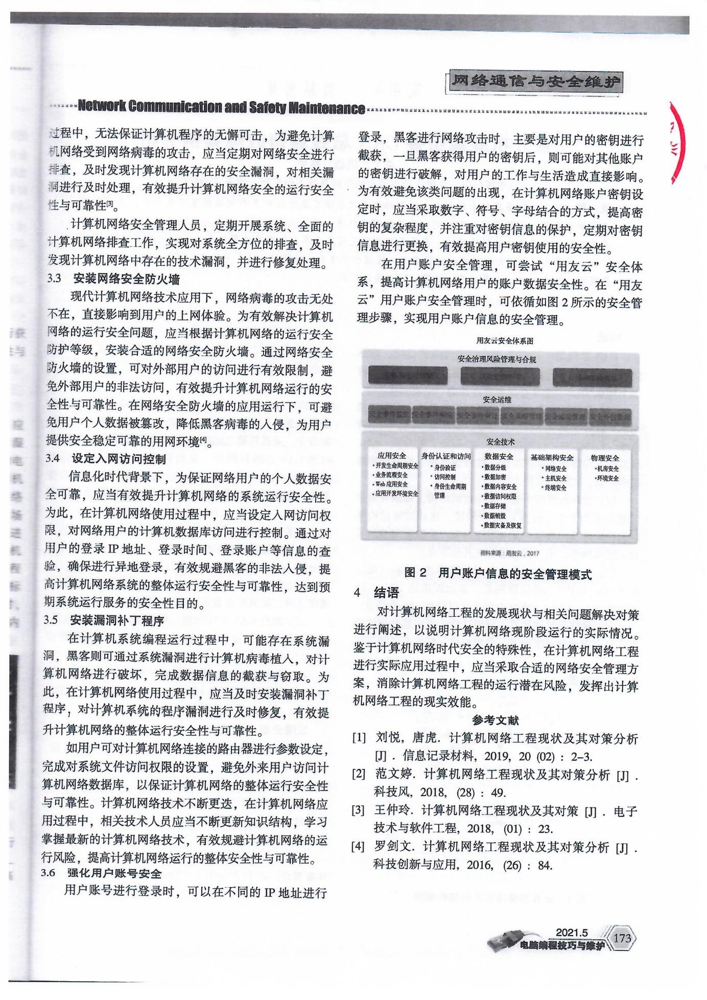 网络通信与安全维护
Network Communication and Safety Maintenance
过程中，无法保证计算机程序的无懈可击，为避免计算
机网络受到网络病毒的攻击，应当定期对网络安全进行
排查，及时发现计算机网络存在的安全漏洞，对相关漏
洞进行及时处理，有效提升计算机网络安全的运行安全
性与可靠性[3]。
计算机网络安全管理人员，定期开展系统、全面的
计算机网络排查工作，实现对系统全方位的排查，及时
发现计算机网络中存在的技术漏洞，并进行修复处理。
3.3 安装网络安全防火墙
现代计算机网络技术应用下，网络病毒的攻击无处
不在，直接影响到用户的上网体验。为有效解决计算机
网络的运行安全问题，应当根据计算机网络的运行安全
防护等级，安装合适的网络安全防火墙。通过网络安全
防火墙的设置，可对外部用户的访问进行有效限制，避
免外部用户的非法访问，有效提升计算机网络运行的安
全性与可靠性。在网络安全防火墙的应用运行下，可避
免用户个人数据被篡改，降低黑客病毒的入侵，为用户
提供安全稳定可靠的用网环境[4]。
3.4 设定入网访问控制
信息化时代背景下，为保证网络用户的个人数据安
全可靠，应当有效提升计算机网络的系统运行安全性。
为此，在计算机网络使用过程中，应当设定入网访问权
限，对网络用户的计算机数据库访问进行控制。通过对
用户的登录 IP 地址、登录时间、登录账户等信息的查
验，确保进行异地登录，有效规避黑客的非法入侵，提
高计算机网络系统的整体运行安全性与可靠性，达到预
期系统运行服务的安全性目的。
3.5 安装漏洞补丁程序
在计算机系统编程运行过程中，可能存在系统漏
洞，黑客则可通过系统漏洞进行计算机病毒植入，对计
算机网络进行破坏，完成数据信息的截获与窃取。为
此，在计算机网络使用过程中，应当及时安装漏洞补丁
程序，对计算机系统的程序漏洞进行及时修复，有效提
升计算机网络的整体运行安全性与可靠性。
如用户可对计算机网络连接的路由器进行参数设定，
完成对系统文件访问权限的设置，避免外来用户访问计
算机网络数据库，以保证计算机网络的整体运行安全性
与可靠性。计算机网络技术不断更迭，在计算机网络应
用过程中，相关技术人员应当不断更新知识结构，学习
掌握最新的计算机网络技术，有效规避计算机网络的运
行风险，提高计算机网络运行的整体安全性与可靠性。
3.6 强化用户账号安全
用户账号进行登录时，可以在不同的 IP 地址进行
登录，黑客进行网络攻击时，主要是对用户的密钥进行
截获，一旦黑客获得用户的密钥后，则可能对其他账户
的密钥进行破解，对用户的工作与生活造成直接影响。
为有效避免该类问题的出现，在计算机网络账户密钥设
定时，应当采取数字、符号、字母结合的方式，提高密
钥的复杂程度，并注重对密钥信息的保护，定期对密钥
信息进行更换，有效提高用户密钥使用的安全性。
在用户账户安全管理，可尝试“用友云”安全体
系，提高计算机网络用户的账户数据安全性。在“用友
云”用户账户安全管理时，可依循如图 2 所示的安全管
理步骤，实现用户账户信息的安全管理。
用友云安全体系图
安全治理风险管理与合规
安全运维
安全事件监控 安全事件响应 安全事件审计 安全策略管理 安全运营管理 安全外包管理
安全技术
应用安全
·开发生命周期安全
·业务流程安全
·Web 应用安全
·应用开发环境安全
身份认证和访问
·身份验证
·访问控制
·身份生命周期
管理
数据安全
·数据分级
·数据加密
·数据内容安全
·数据访问权限
·数据存储
·数据销毁
·数据灾备及恢复
基础架构安全
·网络安全
·主机安全
·终端安全
物理安全
·机房安全
·环境安全
资料来源：用友云，2017
图 2 用户账户信息的安全管理模式
4 结语
对计算机网络工程的发展现状与相关问题解决对策
进行阐述，以说明计算机网络现阶段运行的实际情况。
鉴于计算机网络时代安全的特殊性，在计算机网络工程
进行实际应用过程中，应当采取合适的网络安全管理方
案，消除计算机网络工程的运行潜在风险，发挥出计算
机网络工程的现实效能。
参考文献
[1] 刘悦，唐虎. 计算机网络工程现状及其对策分析
[J]．信息记录材料，2019，20 (02)：2-3.
[2] 范文婷. 计算机网络工程现状及其对策分析 [J]．
科技风，2018，(28)：49.
[3] 王仲玲. 计算机网络工程现状及其对策 [J]．电子
技术与软件工程，2018，(01)：23.
[4] 罗剑文. 计算机网络工程现状及其对策分析 [J]．
科技创新与应用，2016，(26)：84.
2021.5
电脑编程技巧与维护
173